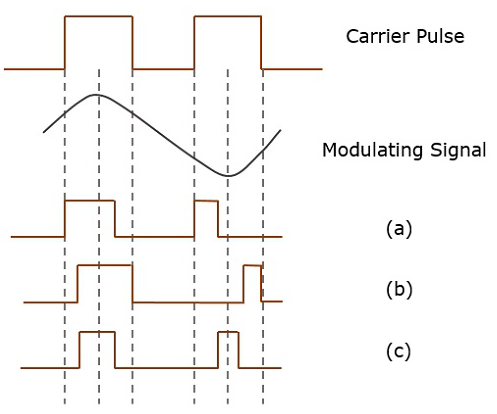 Carrier Pulse
Modulating Signal
(a)
(b)
(c)